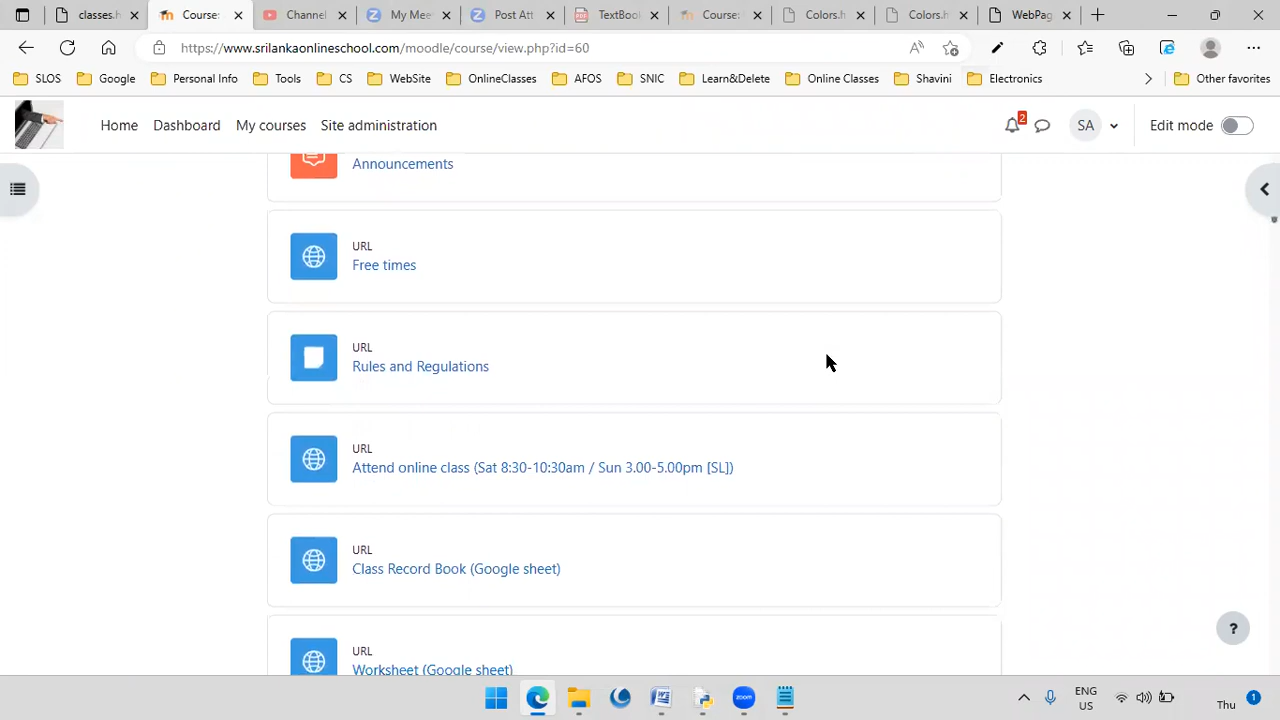 classes.h
Course:
Channel
My Mee
Post Att
TextBoo
Course:
Colors.h
Colors.h
WebPag
https://www.srilankaonlineschool.com/moodle/course/view.php?id=60
SLOS
Google
Personal Info
Tools
CS
WebSite
OnlineClasses
AFOS
SNIC
Learn&Delete
Online Classes
Shavini
Electronics
Other favorites
Home
Dashboard
My courses
Site administration
2
SA
Edit mode
Announcements
URL
Free times
URL
Rules and Regulations
URL
Attend online class (Sat 8:30-10:30am / Sun 3.00-5.00pm [SL])
URL
Class Record Book (Google sheet)
URL
Worksheet (Google sheet)
?
zoom
ENG
US
Thu
1